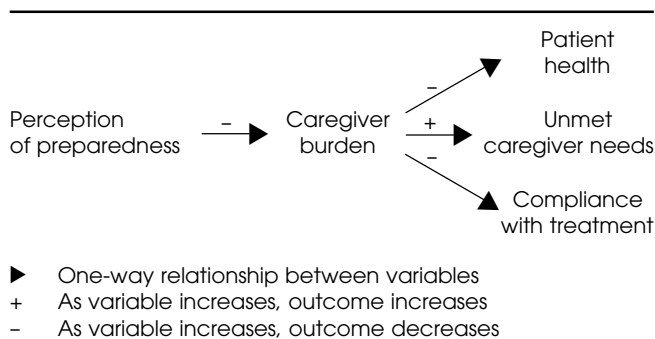 Patient
health
–
Perception
of preparedness
–
Caregiver
burden
+
Unmet
caregiver needs
–
Compliance
with treatment
▶ One-way relationship between variables
+ As variable increases, outcome increases
– As variable increases, outcome decreases